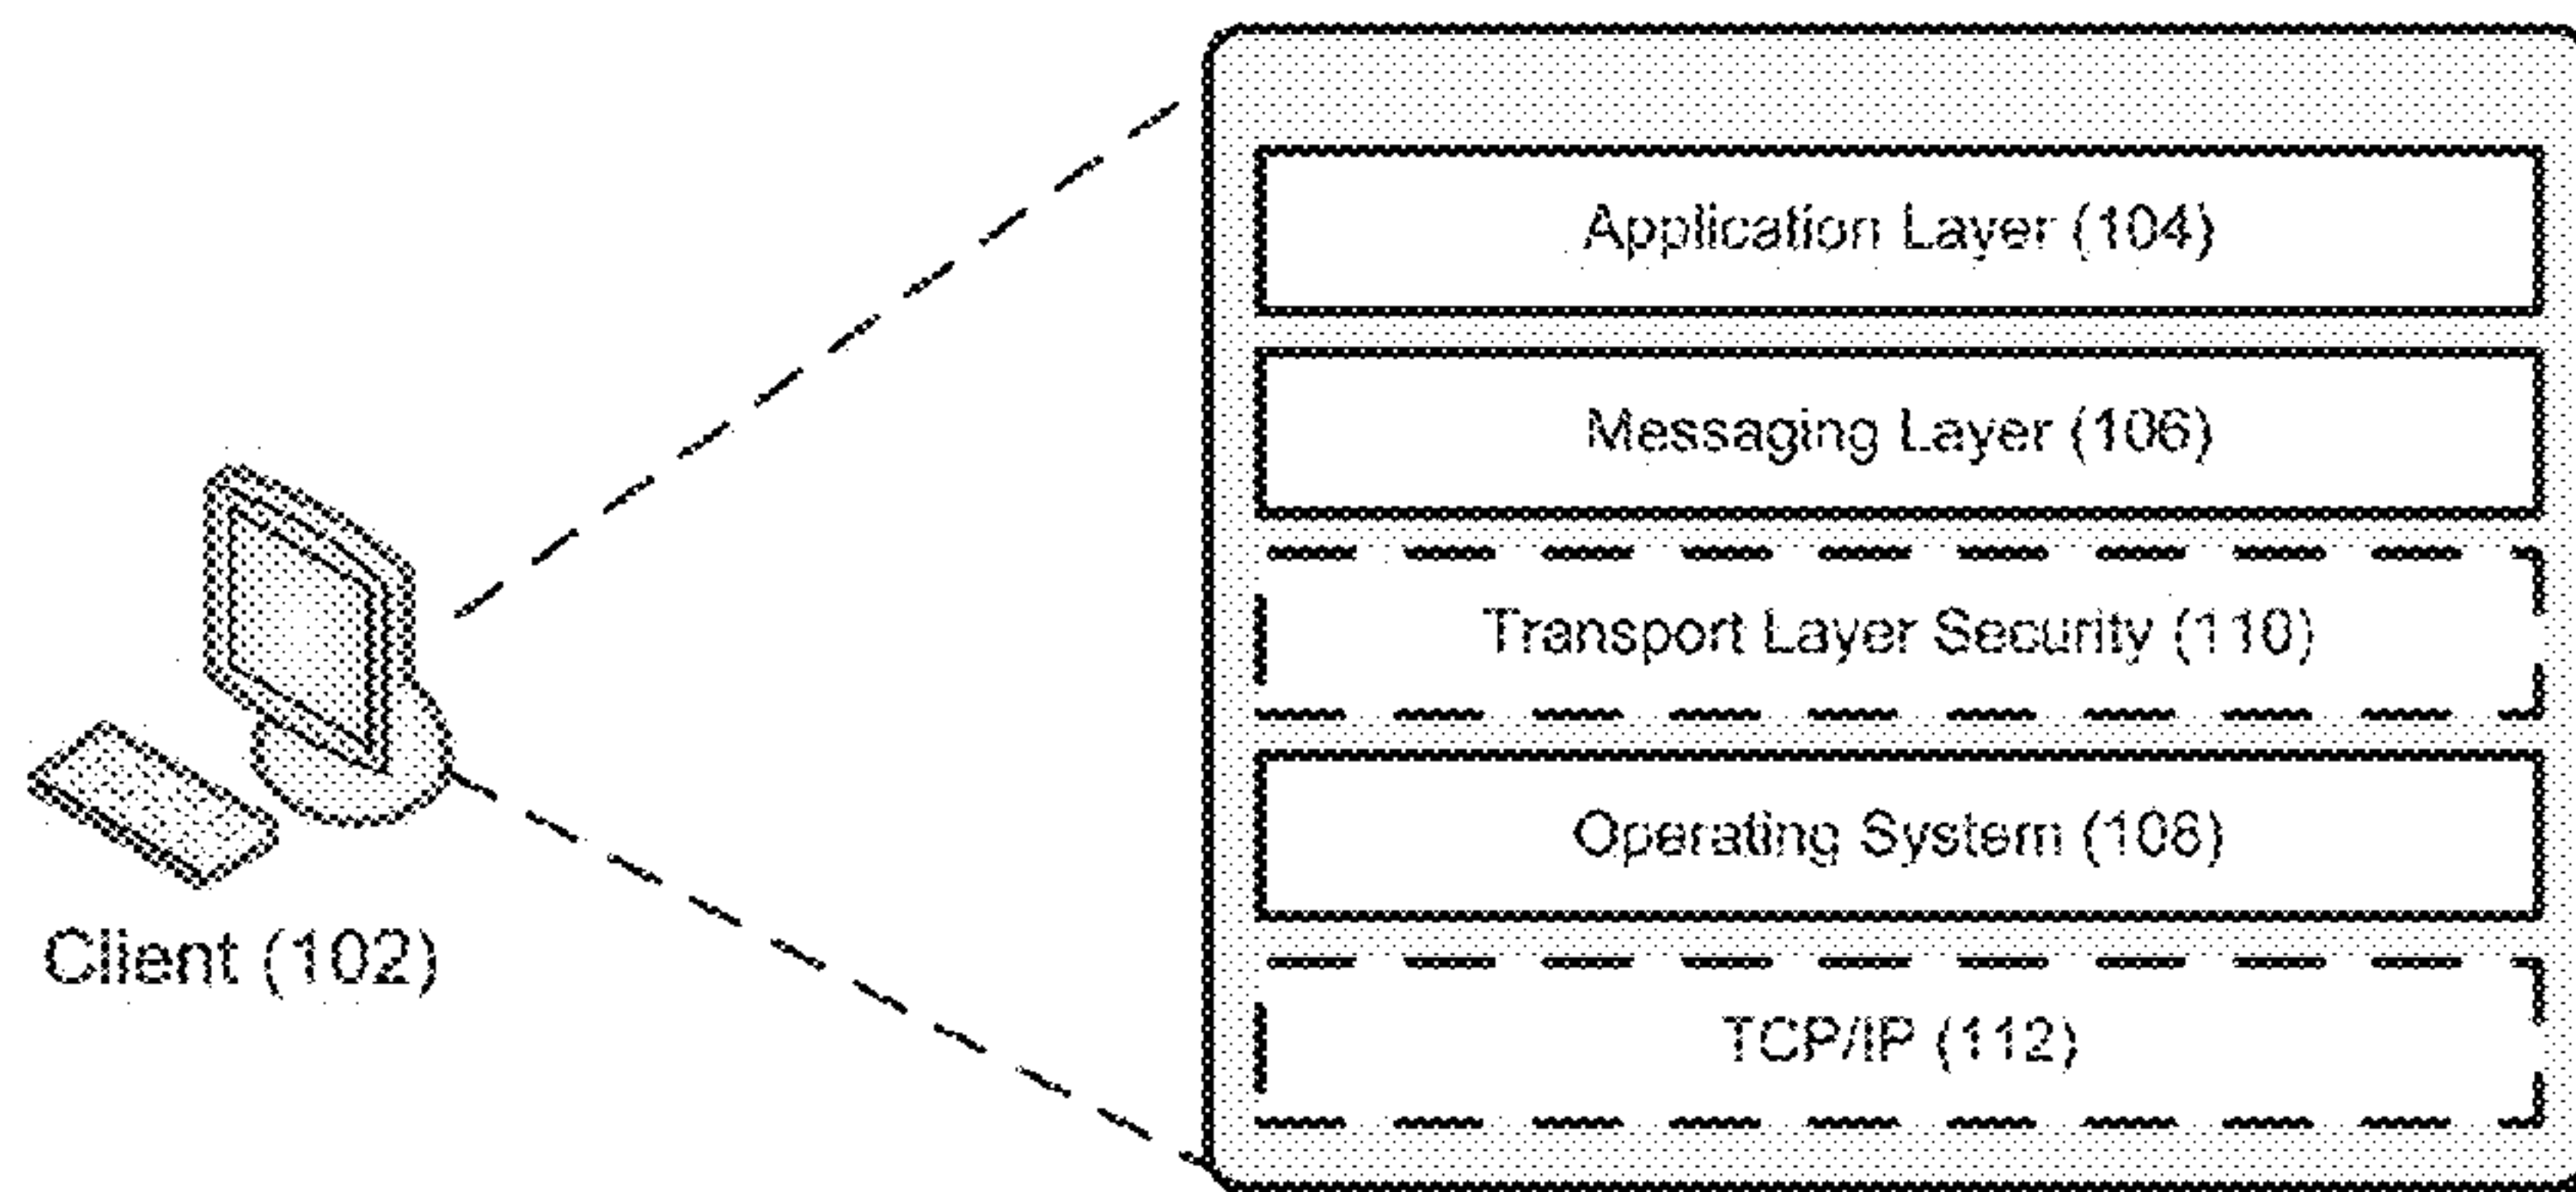 Application Layer (104)
Messaging Layer (106)
Transport Layer Security (110)
Operating System (108)
TCP/IP (112)
Client (102)